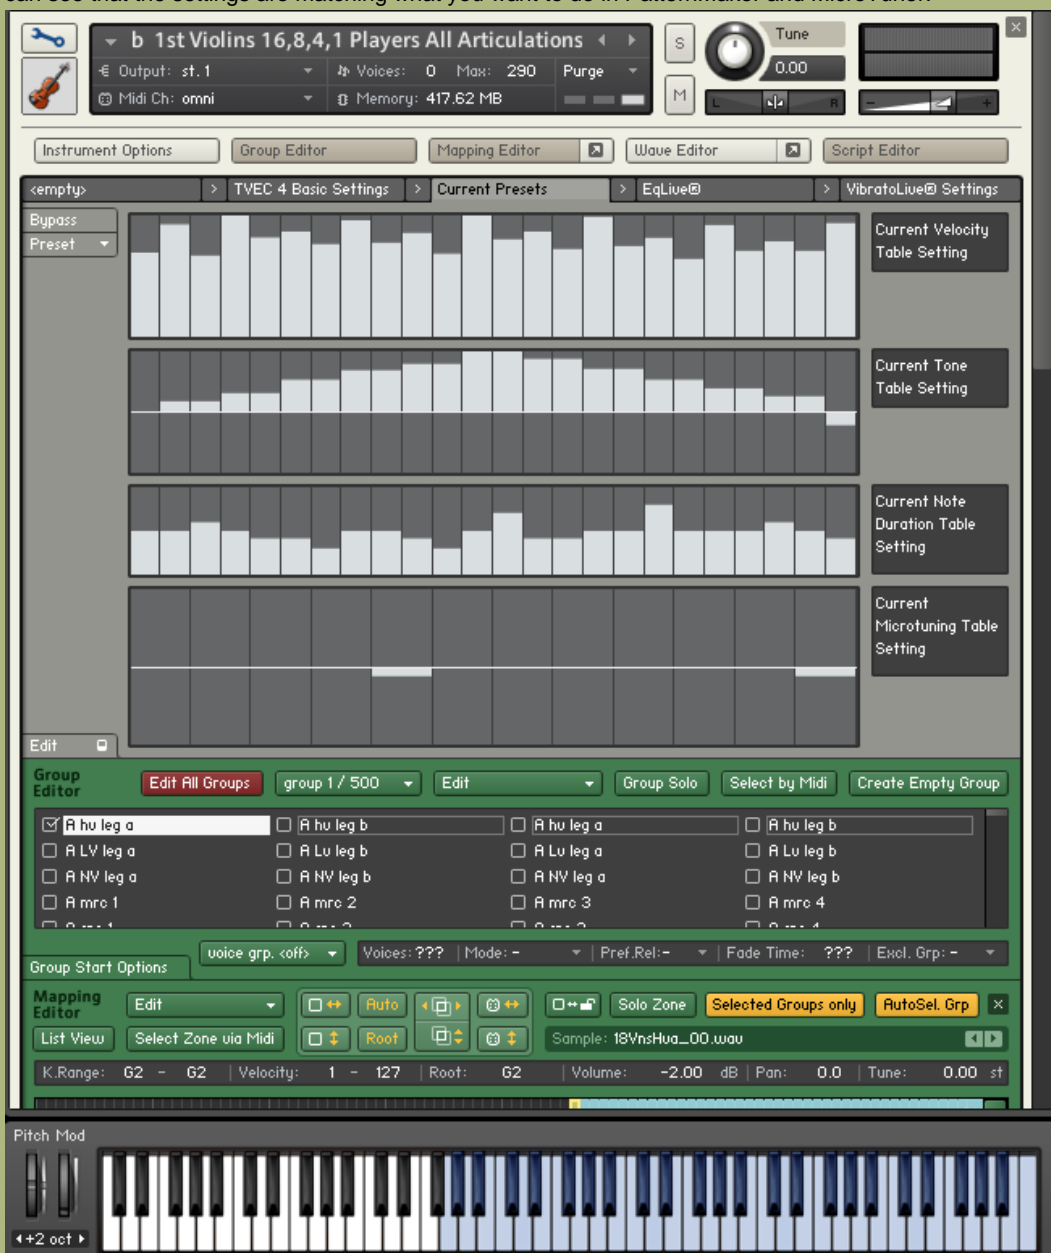 can see that the settings are matching what you want to do in PatternMaker and MicroTuner.
b 1st Violins 16,8,4,1 Players All Articulations
S
Tune
Output: st.1
Voices: 0 Max: 290
Purge
0.00
Midi Ch: omni
Memory: 417.62 MB
M
L R
- +
Instrument Options
Group Editor
Mapping Editor
Wave Editor
Script Editor
<empty> > TVEC 4 Basic Settings > Current Presets > EqLive® > VibratoLive® Settings
Bypass
Preset
Current Velocity
Table Setting
Current Tone
Table Setting
Current Note
Duration Table
Setting
Current
Microtuning Table
Setting
Edit
Group
Editor
Edit All Groups
group 1 / 500
Edit
Group Solo
Select by Midi
Create Empty Group
A hv leg a
A hv leg b
A hv leg a
A hv leg b
A LV leg a
A Lv leg b
A Lv leg a
A Lv leg b
A NV leg a
A NV leg b
A NV leg a
A NV leg b
A mrc 1
A mrc 2
A mrc 3
A mrc 4
Group Start Options
voice grp. <off>
Voices: ??? | Mode: - | Pref.Rel:- | Fade Time: ??? | Excl. Grp: -
Mapping
Editor
Edit
Auto
Solo Zone
Selected Groups only
AutoSel. Grp
List View
Select Zone via Midi
Root
Sample: 18VnsHva_00.wav
K.Range: G2 - G2 | Velocity: 1 - 127 | Root: G2 | Volume: -2.00 dB | Pan: 0.0 | Tune: 0.00 st
Pitch Mod
+2 oct